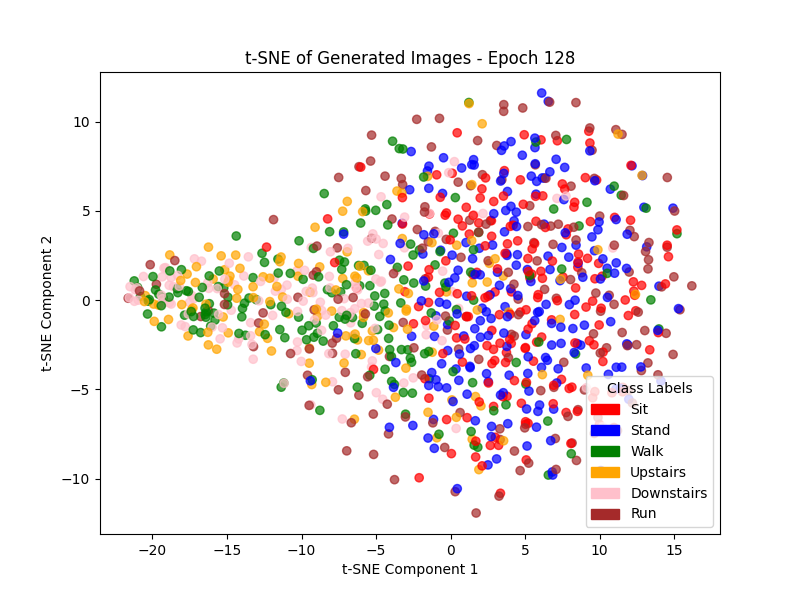 t-SNE of Generated Images - Epoch 128
t-SNE Component 2
10
5
0
−5
−10
Class Labels
Sit
Stand
Walk
Upstairs
Downstairs
Run
−20 −15 −10 −5 0 5 10 15
t-SNE Component 1